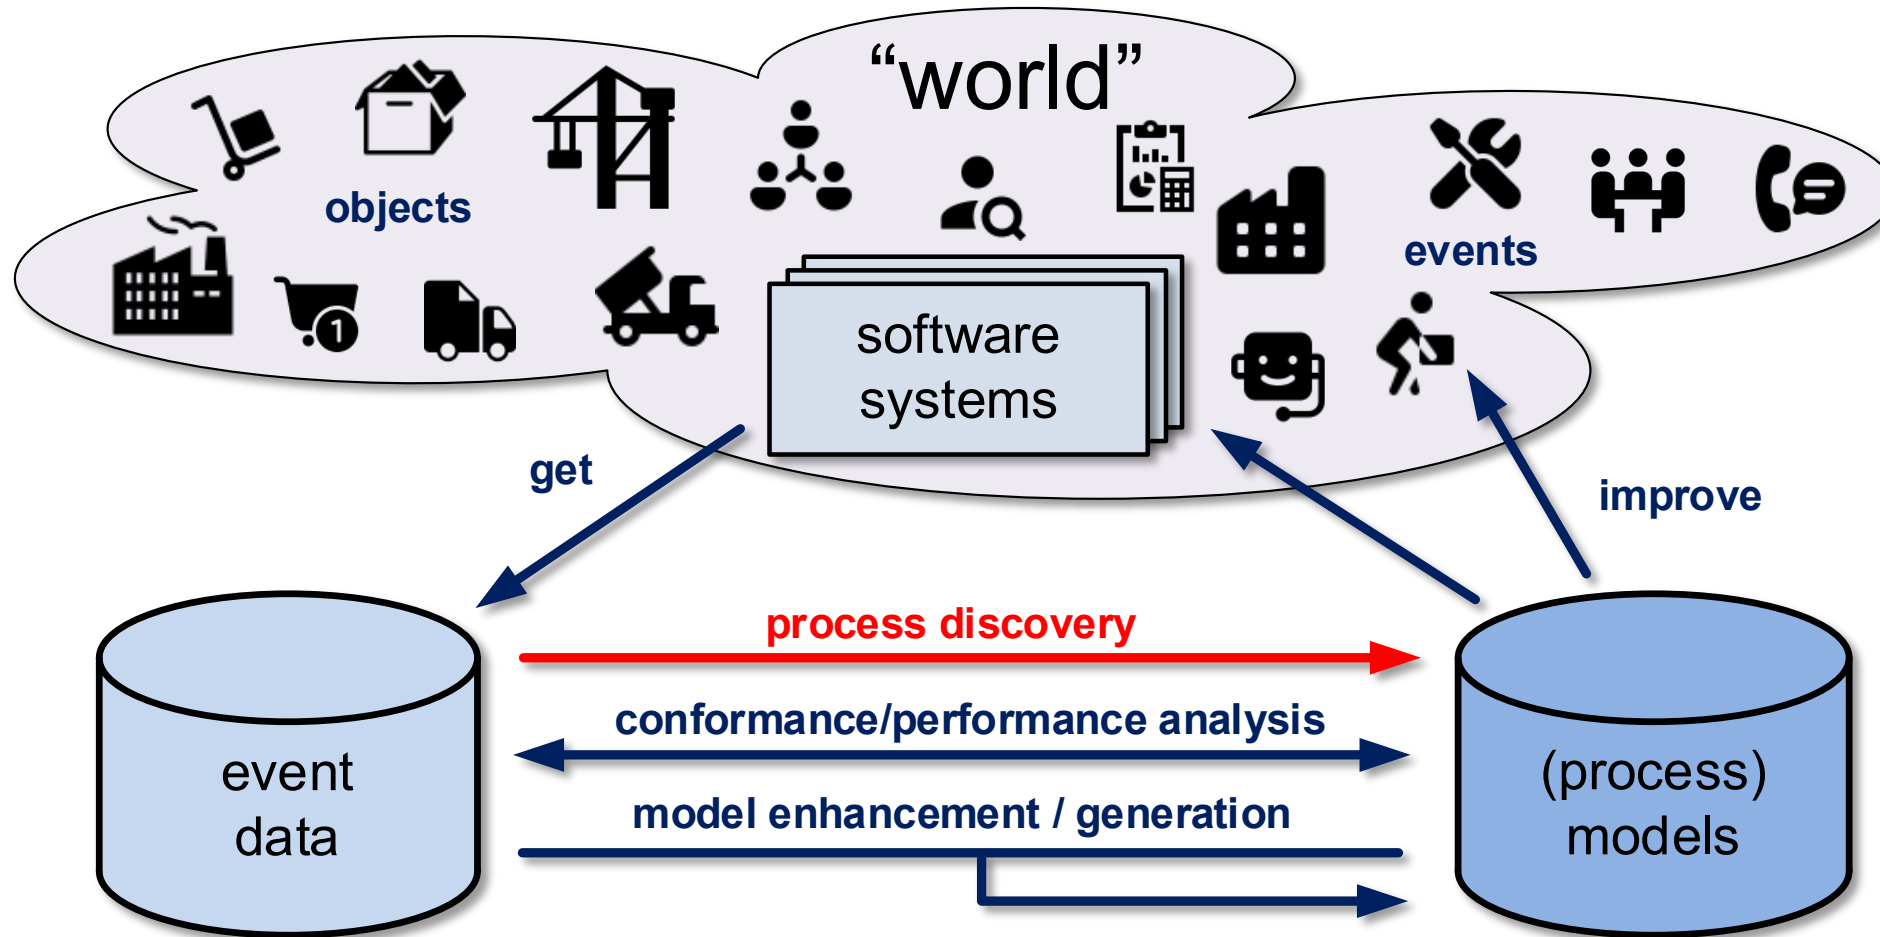 “world”
objects
events
1
software
systems
get
improve
process discovery
conformance/performance analysis
event
data
model enhancement / generation
(process)
models